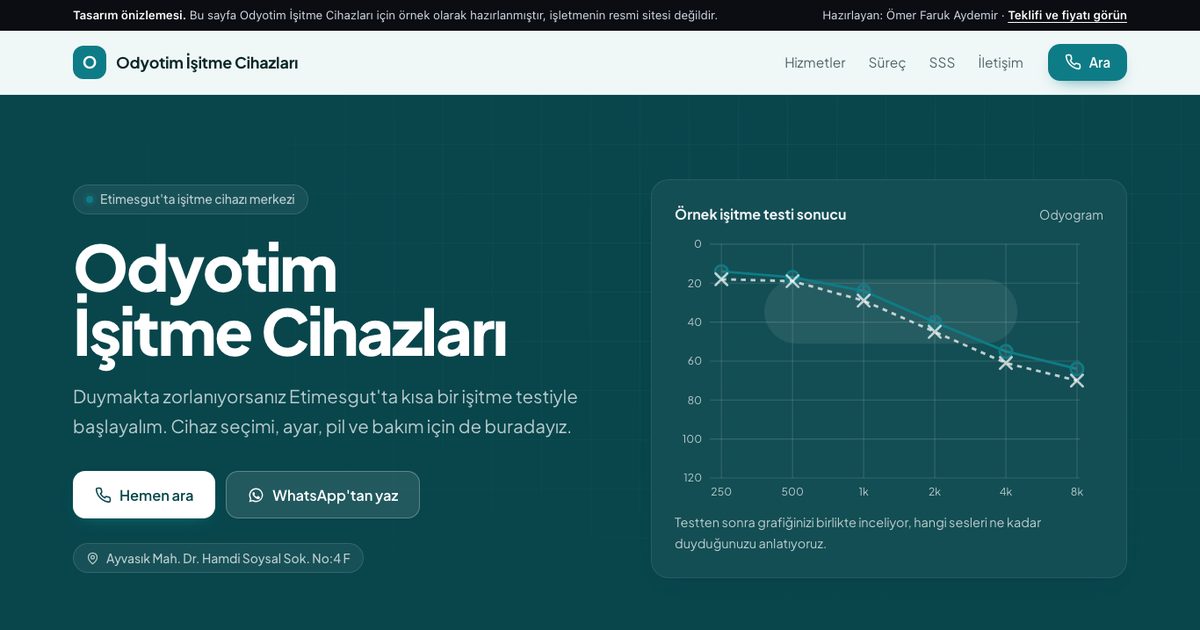 Tasarım önizlemesi. Bu sayfa Odyotim İşitme Cihazları için örnek olarak hazırlanmıştır, işletmenin resmi sitesi değildir.
Hazırlayan: Ömer Faruk Aydemir · Teklifi ve fiyatı görün
O Odyotim İşitme Cihazları
Hizmetler Süreç SSS İletişim Ara
Etimesgut'ta işitme cihazı merkezi
Odyotim
İşitme Cihazları
Duymakta zorlanıyorsanız Etimesgut'ta kısa bir işitme testiyle
başlayalım. Cihaz seçimi, ayar, pil ve bakım için de buradayız.
Hemen ara
WhatsApp'tan yaz
Ayvasık Mah. Dr. Hamdi Soysal Sok. No:4 F
Örnek işitme testi sonucu
Odyogram
0
20
40
60
80
100
120
250 500 1k 2k 4k 8k
Testten sonra grafiğinizi birlikte inceliyor, hangi sesleri ne kadar
duyduğunuzu anlatıyoruz.